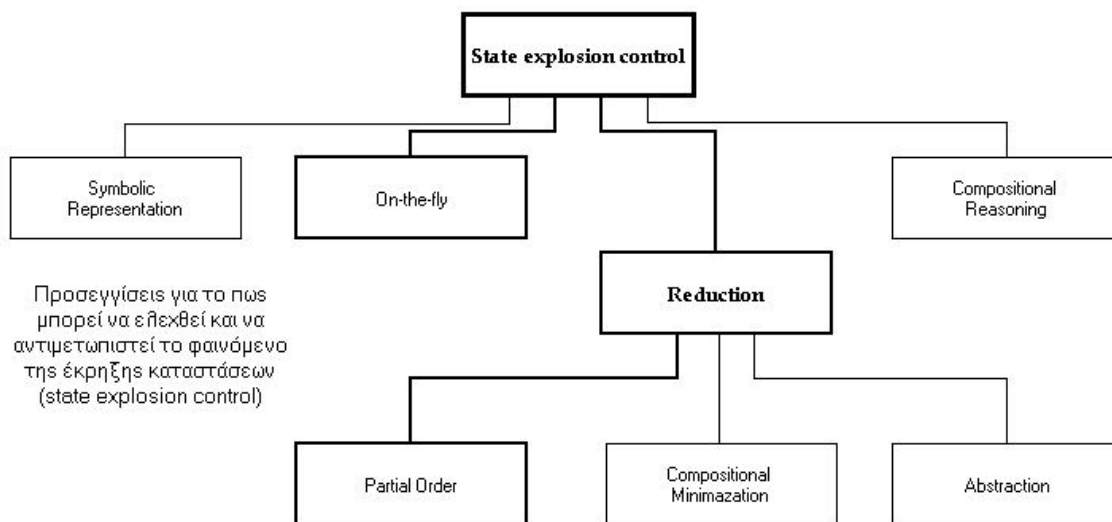 State explosion control
Symbolic
Representation
On-the-fly
Compositional
Reasoning
Reduction
Προσεγγίσεις για το πως
μπορεί να ελεχθεί και να
αντιμετωπιστεί το φαινόμενο
της έκρηξης καταστάσεων
(state explosion control)
Partial Order
Compositional
Minimazation
Abstraction